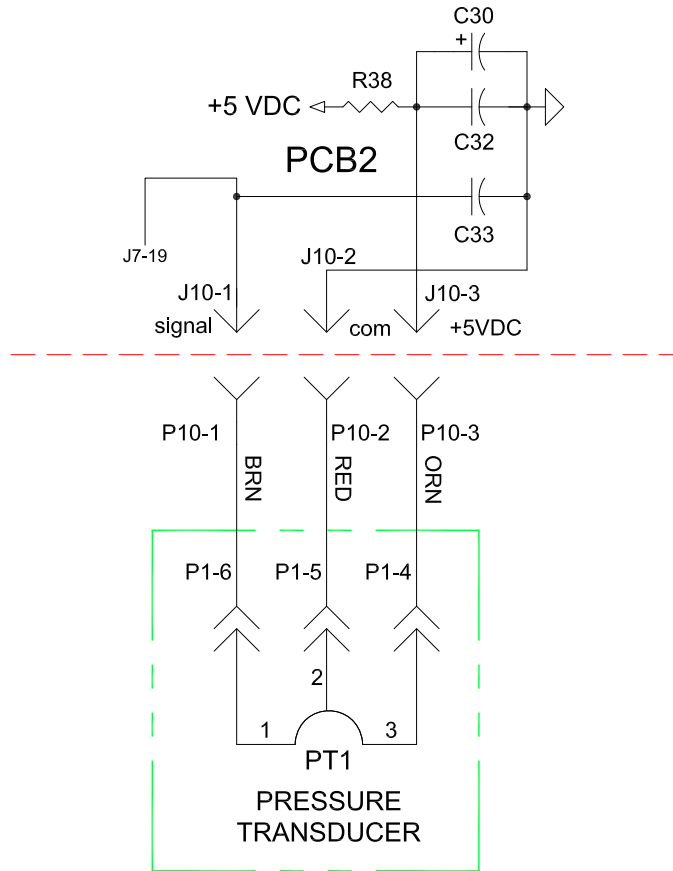 C30
+
R38
+5 VDC
C32
PCB2
C33
J7-19
J10-2
J10-1
J10-3
signal
com
+5VDC
P10-1
P10-2
P10-3
BRN
RED
ORN
P1-6
P1-5
P1-4
2
1
3
PT1
PRESSURE
TRANSDUCER